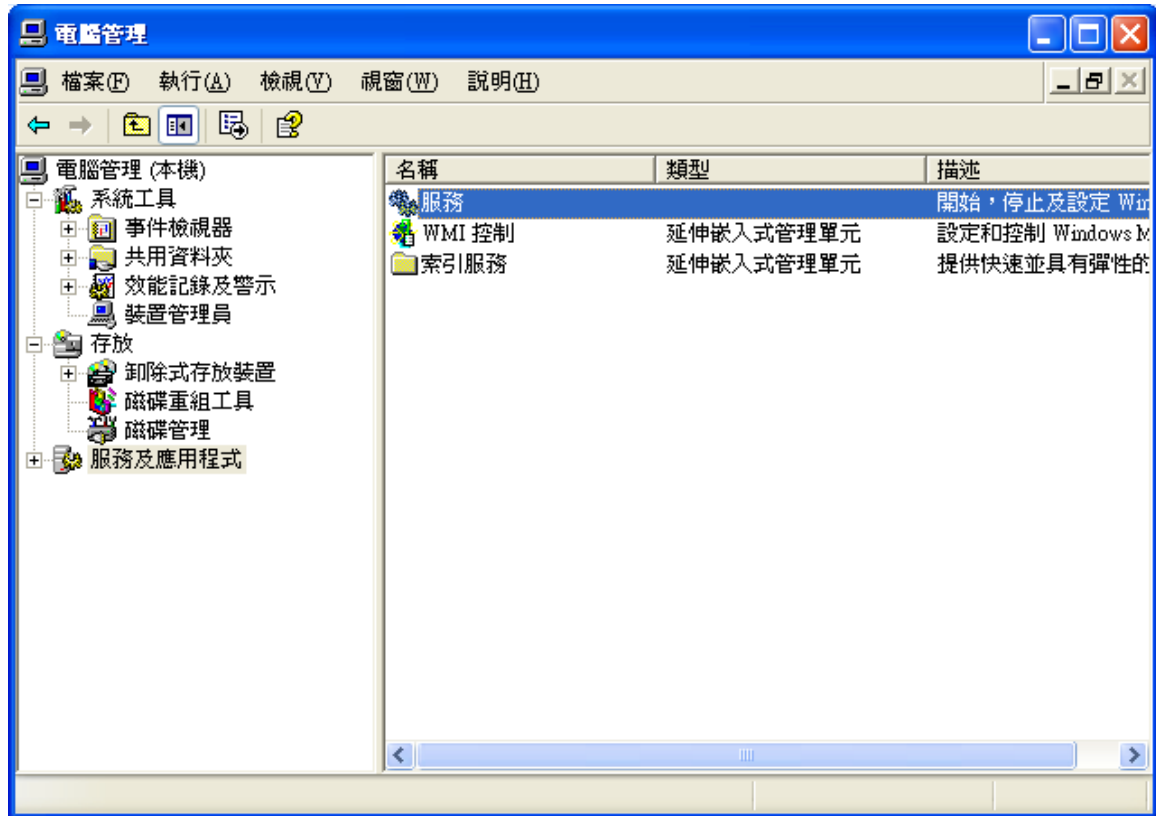 電腦管理
檔案(F) 執行(A) 檢視(V) 視窗(W) 說明(H)
電腦管理 (本機)
系統工具
事件檢視器
共用資料夾
效能記錄及警示
裝置管理員
存放
卸除式存放裝置
磁碟重組工具
磁碟管理
服務及應用程式
名稱 類型 描述
服務 開始，停止及設定 Win
WMI 控制 延伸嵌入式管理單元 設定和控制 Windows M
索引服務 延伸嵌入式管理單元 提供快速並具有彈性的